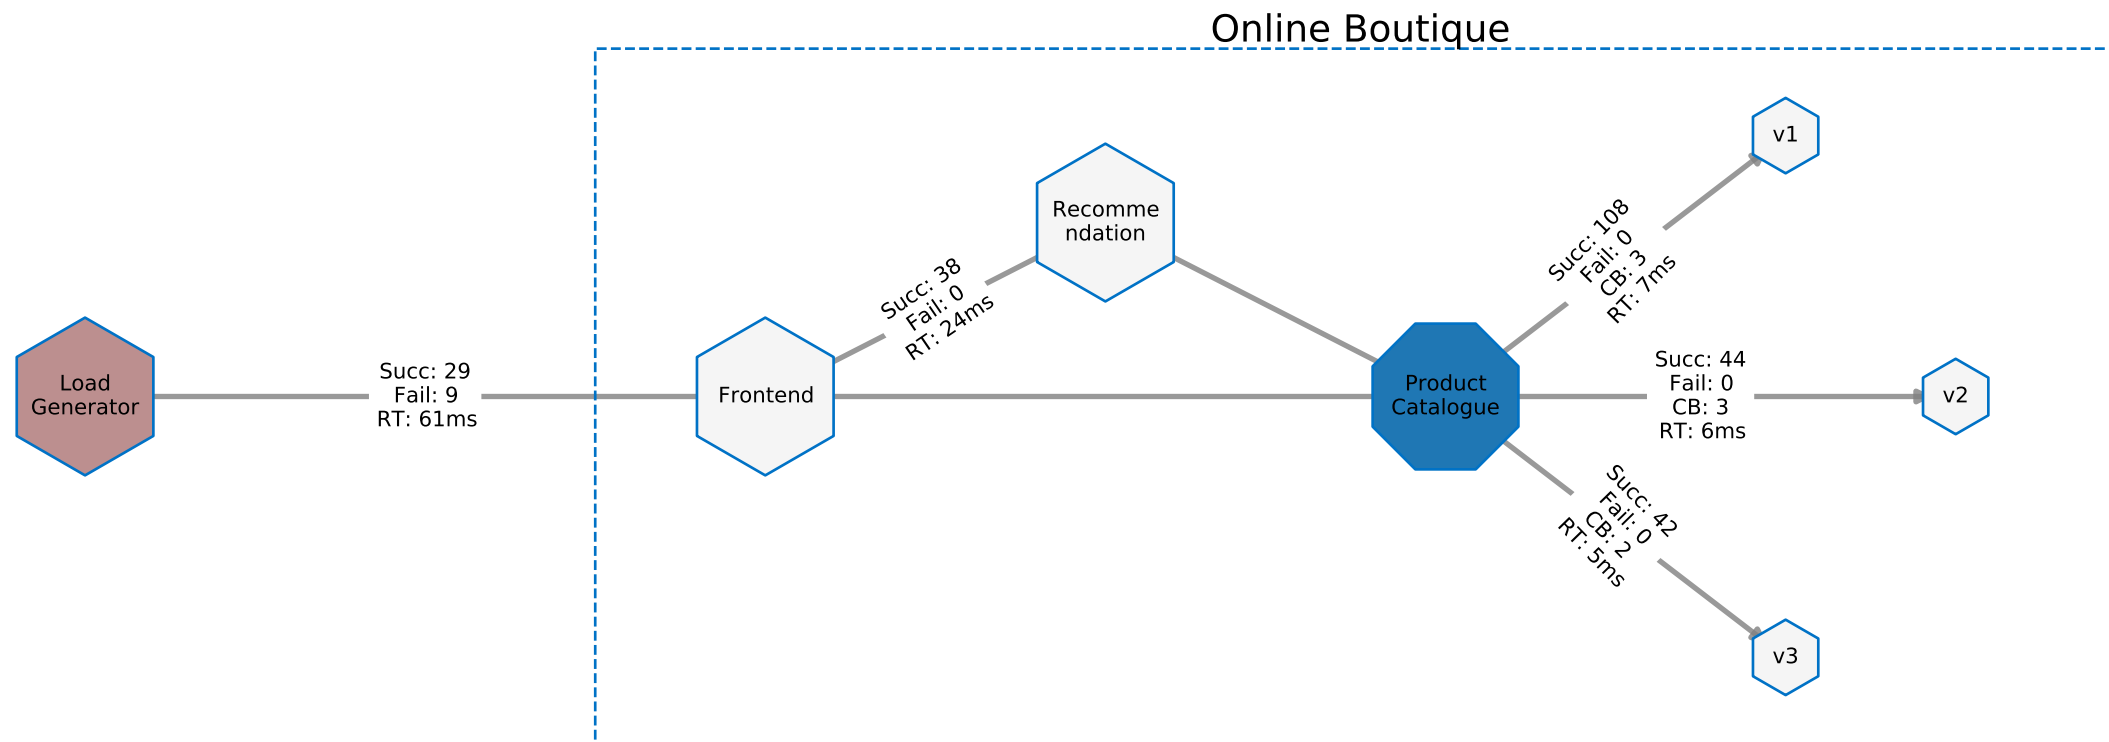 Online Boutique
Load
Generator
Succ: 29
Fail: 9
RT: 61ms
Frontend
Succ: 38
Fail: 0
RT: 24ms
Recomme
ndation
Product
Catalogue
Succ: 108
Fail: 0
CB: 3
RT: 7ms
v1
Succ: 44
Fail: 0
CB: 3
RT: 6ms
v2
Succ: 42
Fail: 0
CB: 2
RT: 5ms
v3